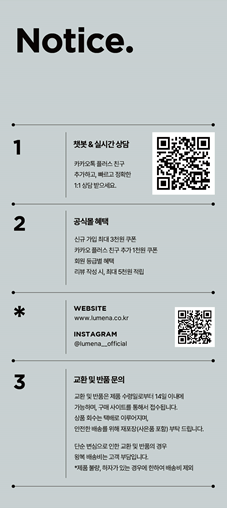 Notice.
1
챗봇 & 실시간 상담
카카오톡 플러스 친구
추가하고, 빠르고 정확한
1:1 상담 받으세요.
2
공식몰 혜택
신규 가입 최대 3천원 쿠폰
카카오 플러스 친구 추가 1천원 쿠폰
회원 등급별 혜택
리뷰 작성 시, 최대 5천원 적립
*
WEBSITE
www.lumena.co.kr
INSTAGRAM
@lumena__official
3
교환 및 반품 문의
교환 및 반품은 제품 수령일로부터 14일 이내에
가능하며, 구매 사이트를 통해서 접수됩니다.
상품 회수는 택배로 이루어지며,
안전한 배송을 위해 재포장(사은품 포함) 부탁 드립니다.
단순 변심으로 인한 교환 및 반품의 경우
왕복 배송비는 고객 부담입니다.
*제품 불량, 하자가 있는 경우에 한하여 배송비 제외